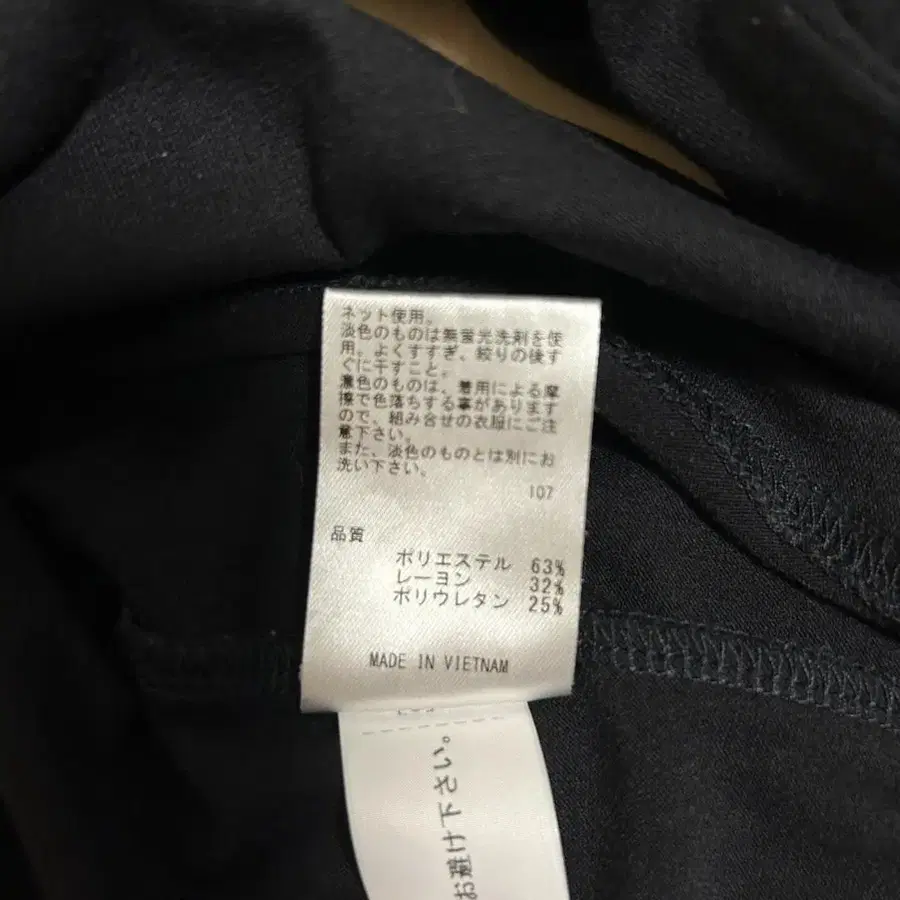 ネット使用。
淡色のものは無蛍光洗剤を使
用。よくすすぎ、絞りの後す
ぐに干すこと。
濃色のものは、着用による摩
擦で色落ちする事があります
ので、組み合せの衣服にご注
意下さい。
また、淡色のものとは別にお
洗い下さい。
107
品質
ポリエステル 63%
レーヨン 32%
ポリウレタン 25%
MADE IN VIETNAM
お避け下さい。